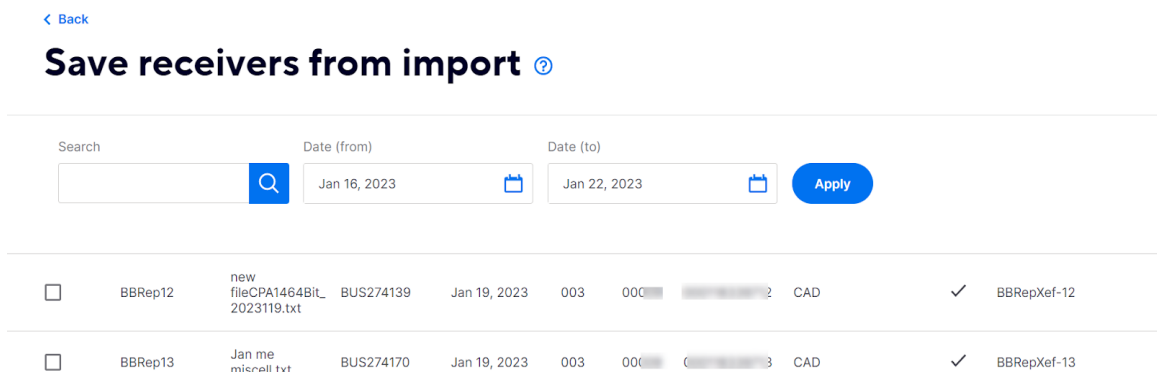 Back
Save receivers from import
Search Date (from) Date (to)
Jan 16, 2023 Jan 22, 2023 Apply
new
BBRep12 fileCPA1464Bit_ BUS274139 Jan 19, 2023 003 CAD BBRepXef-12
2023119.txt
Jan me
BBRep13 miscell.txt BUS274170 Jan 19, 2023 003 CAD BBRepXef-13